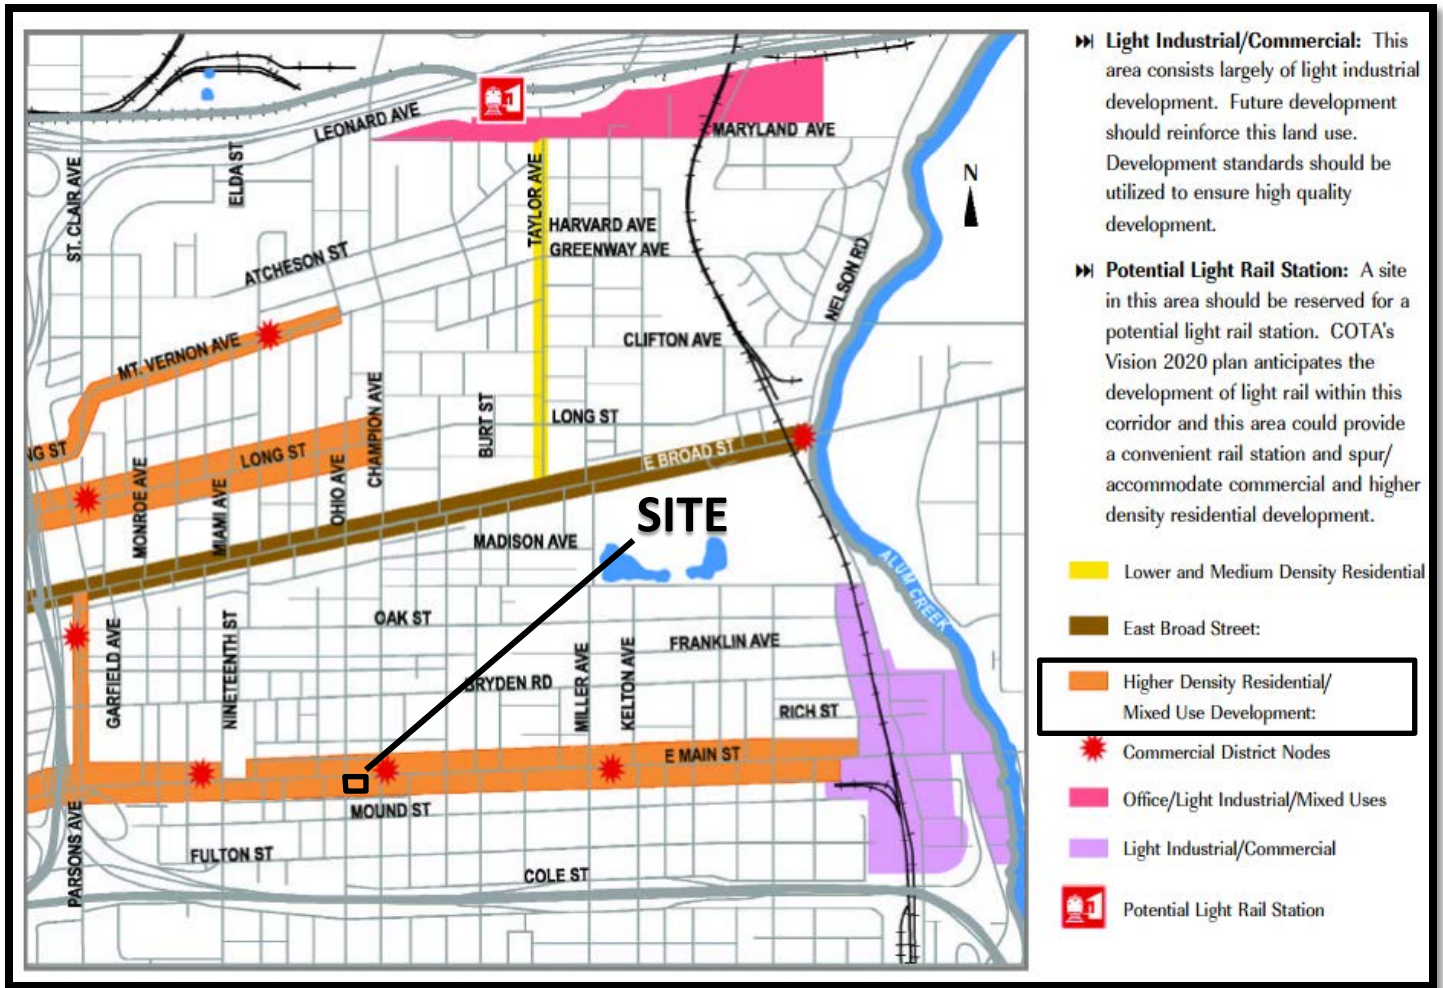 LEONARD AVE
MARYLAND AVE
ST. CLAIR AVE
ELDA ST
TAYLOR AVE
N
HARVARD AVE
GREENWAY AVE
ATCHESON ST
NELSON RD
MT. VERNON AVE
CLIFTON AVE
CHAMPION AVE
BURT ST
LONG ST
NG ST
LONG ST
E BROAD ST
MONROE AVE
MIAMI AVE
OHIO AVE
SITE
MADISON AVE
ALUM CREEK
OAK ST
GARFIELD AVE
NINETEENTH ST
FRANKLIN AVE
MILLER AVE
KELTON AVE
BRYDEN RD
RICH ST
E MAIN ST
MOUND ST
PARSONS AVE
FULTON ST
COLE ST
Light Industrial/Commercial: This
area consists largely of light industrial
development. Future development
should reinforce this land use.
Development standards should be
utilized to ensure high quality
development.
Potential Light Rail Station: A site
in this area should be reserved for a
potential light rail station. COTA's
Vision 2020 plan anticipates the
development of light rail within this
corridor and this area could provide
a convenient rail station and spur/
accommodate commercial and higher
density residential development.
Lower and Medium Density Residential
East Broad Street:
Higher Density Residential/
Mixed Use Development:
Commercial District Nodes
Office/Light Industrial/Mixed Uses
Light Industrial/Commercial
Potential Light Rail Station